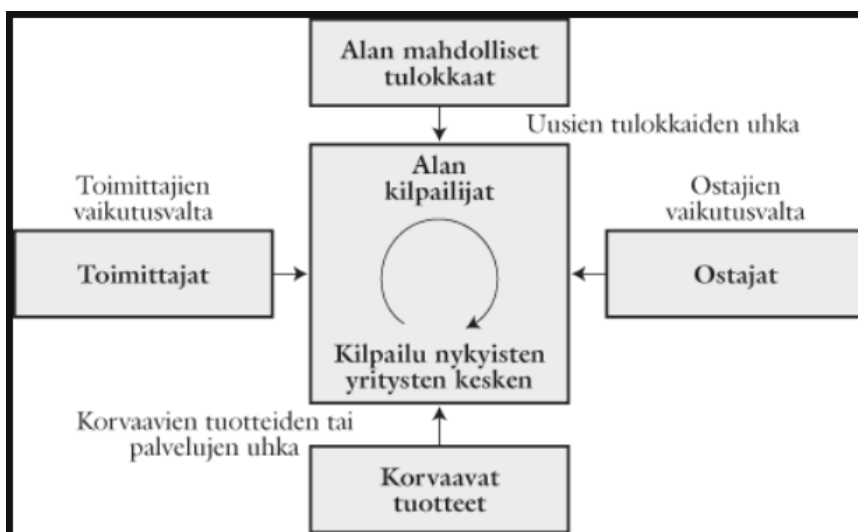 Alan mahdolliset
tulokkaat
Uusien tulokkaiden uhka
Alan
kilpailijat
Toimittajien
vaikutusvalta
Ostajien
vaikutusvalta
Toimittajat
Ostajat
Kilpailu nykyisten
yritysten kesken
Korvaavien tuotteiden tai
palvelujen uhka
Korvaavat
tuotteet